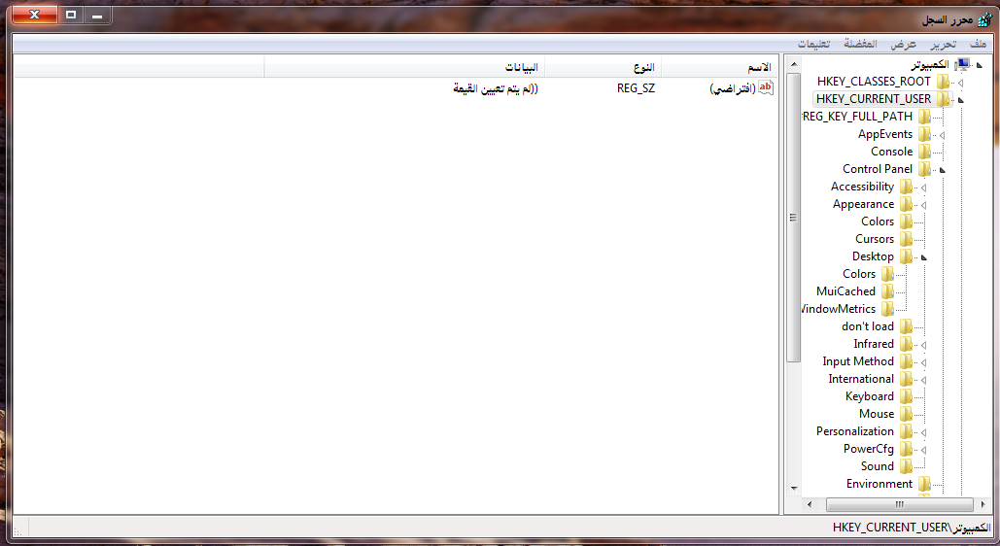 محرر السجل
ملف تحرير عرض المفضلة تعليمات
الكمبيوتر
HKEY_CLASSES_ROOT
HKEY_CURRENT_USER
REG_KEY_FULL_PATH
AppEvents
Console
Control Panel
Accessibility
Appearance
Colors
Cursors
Desktop
Colors
MuiCached
WindowMetrics
don't load
Infrared
Input Method
International
Keyboard
Mouse
Personalization
PowerCfg
Sound
Environment
الاسم النوع البيانات
(افتراضي) REG_SZ ((لم يتم تعيين القيمة
الكمبيوتر\HKEY_CURRENT_USER